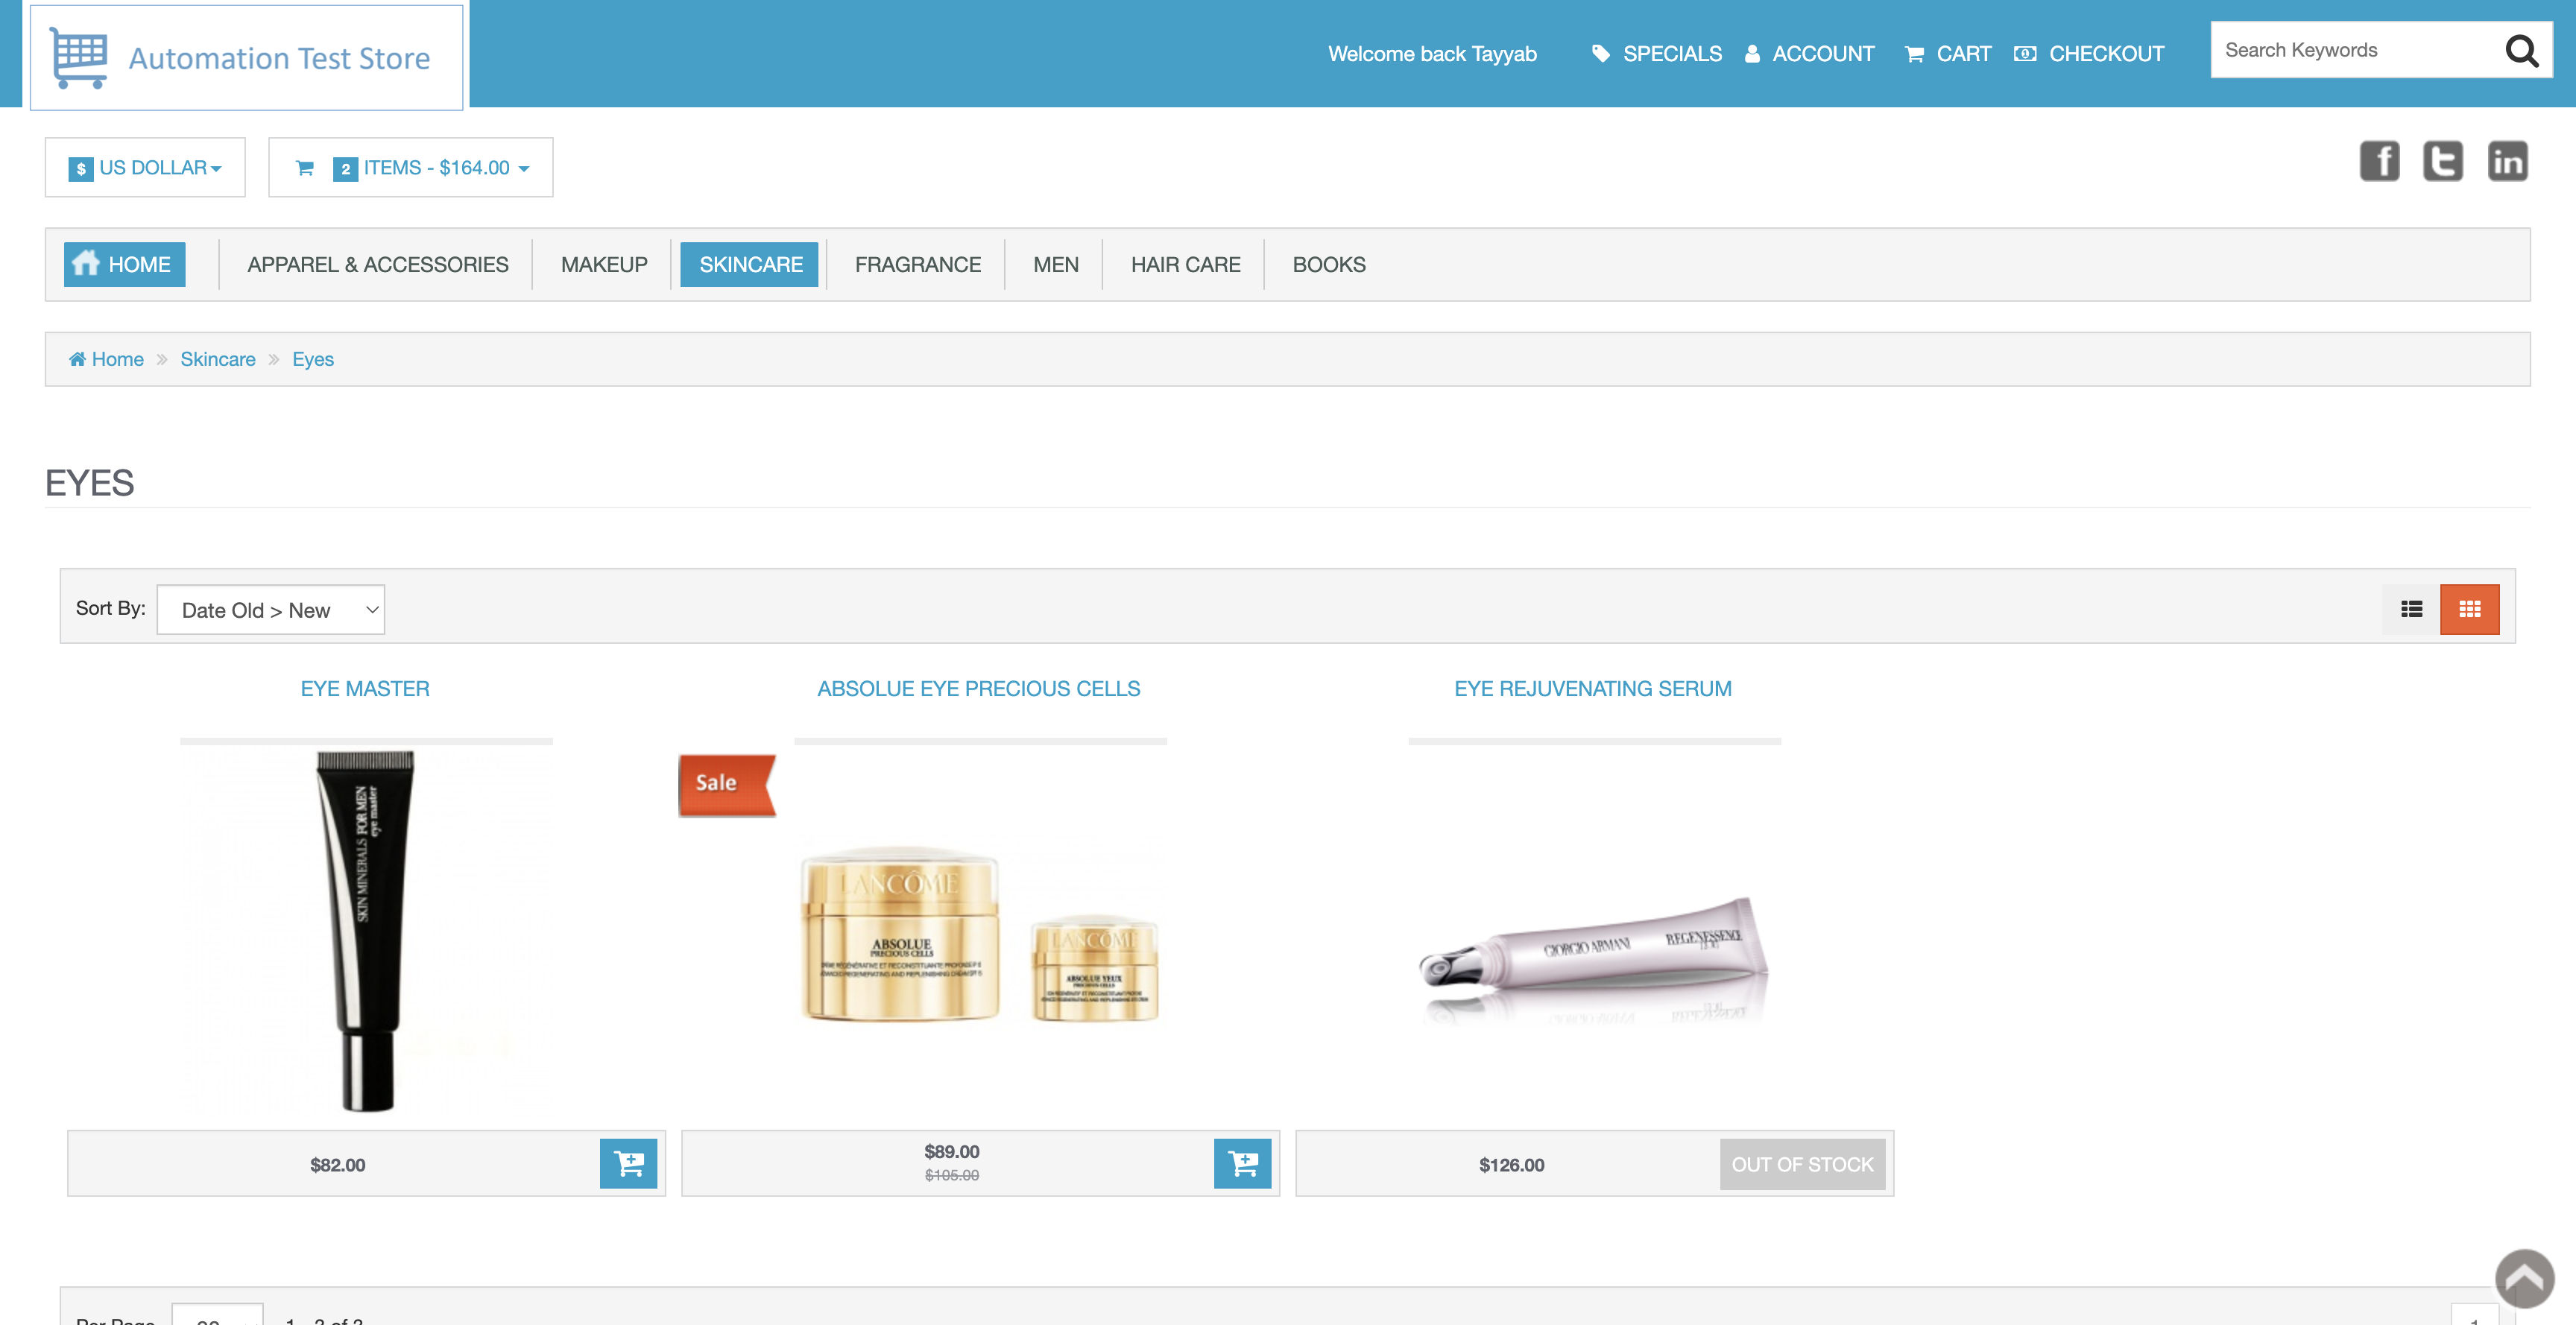 Automation Test Store
Welcome back Tayyab
SPECIALS
ACCOUNT
CART
CHECKOUT
Search Keywords
$ US DOLLAR
2 ITEMS - $164.00
HOME
APPAREL & ACCESSORIES
MAKEUP
SKINCARE
FRAGRANCE
MEN
HAIR CARE
BOOKS
Home » Skincare » Eyes
EYES
Sort By:
Date Old > New
EYE MASTER
ABSOLUE EYE PRECIOUS CELLS
EYE REJUVENATING SERUM
SKIN MINERALS FOR MEN
eye master
Sale
LANCÔME
ABSOLUE
PRECIOUS CELLS
LANCÔME
ABSOLUE YEUX
PRECIOUS CELLS
GIORGIO ARMANI
REGENESSENCE
$82.00
$89.00
$105.00
$126.00
OUT OF STOCK